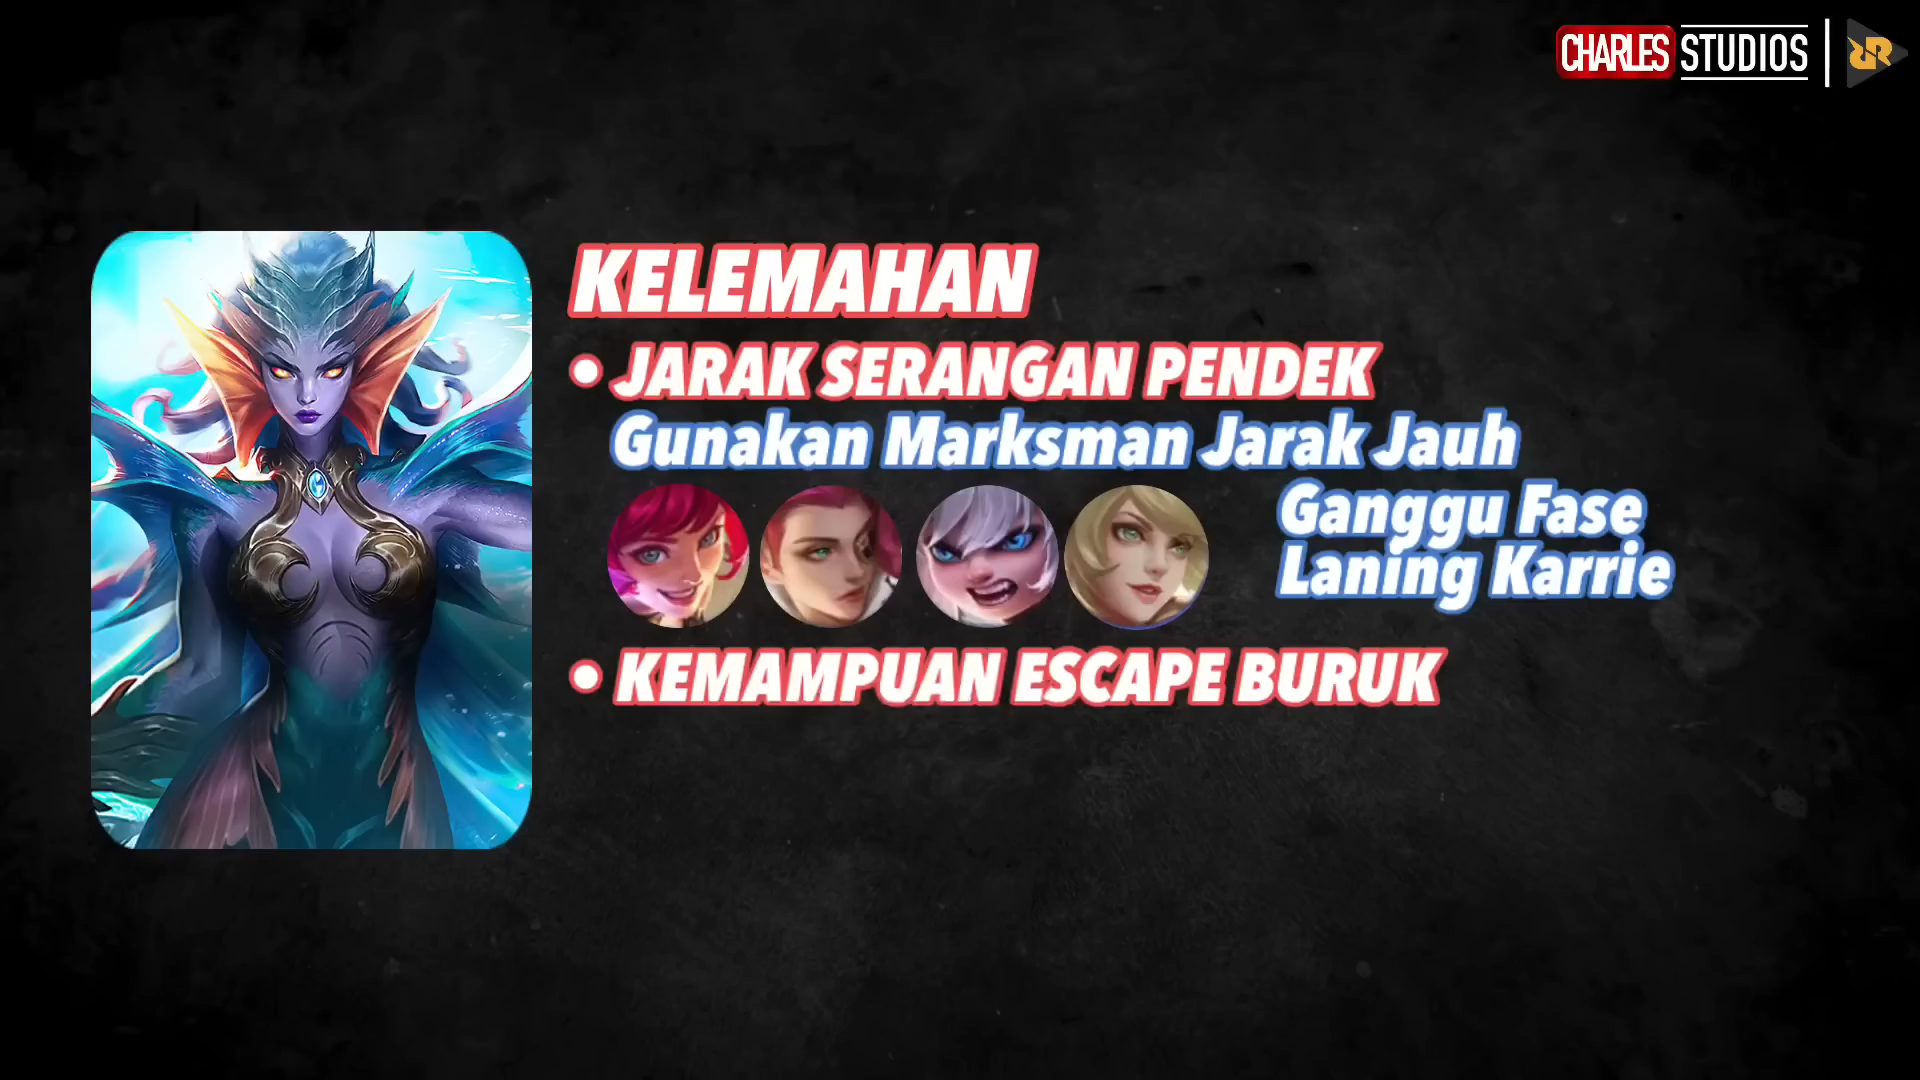 CHARLES STUDIOS
KELEMAHAN
• JARAK SERANGAN PENDEK
Gunakan Marksman Jarak Jauh
Ganggu Fase
Laning Karrie
• KEMAMPUAN ESCAPE BURUK